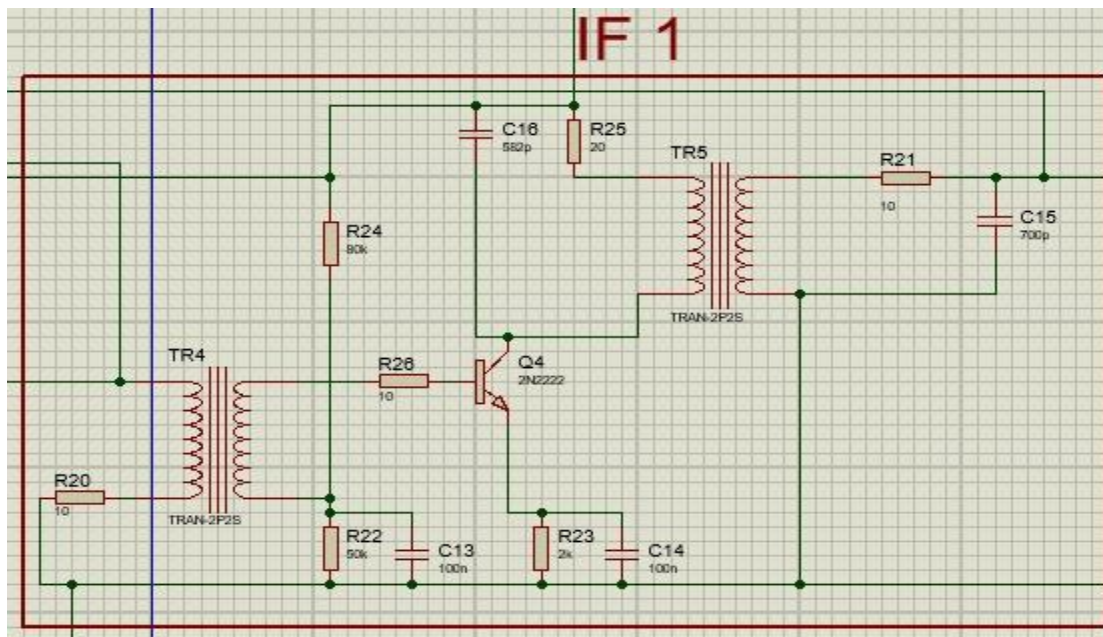 IF 1
C16
582p
R25
20
TR5
R21
10
C15
700p
R24
80k
TRAN-2P2S
TR4
R26
10
Q4
2N2222
R20
10
TRAN-2P2S
R22
50k
C13
100n
R23
2k
C14
100n